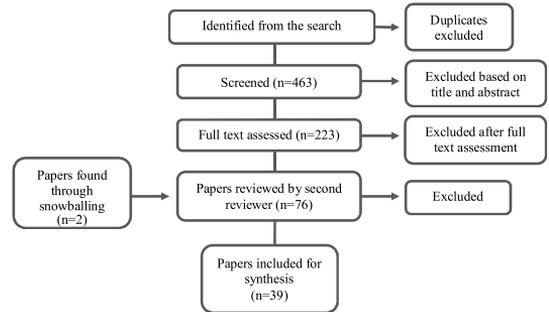 Identified from the search
Duplicates
excluded
Screened (n=463)
Excluded based on
title and abstract
Full text assessed (n=223)
Excluded after full
text assessment
Papers found
through
snowballing
(n=2)
Papers reviewed by second
reviewer (n=76)
Excluded
Papers included for
synthesis
(n=39)